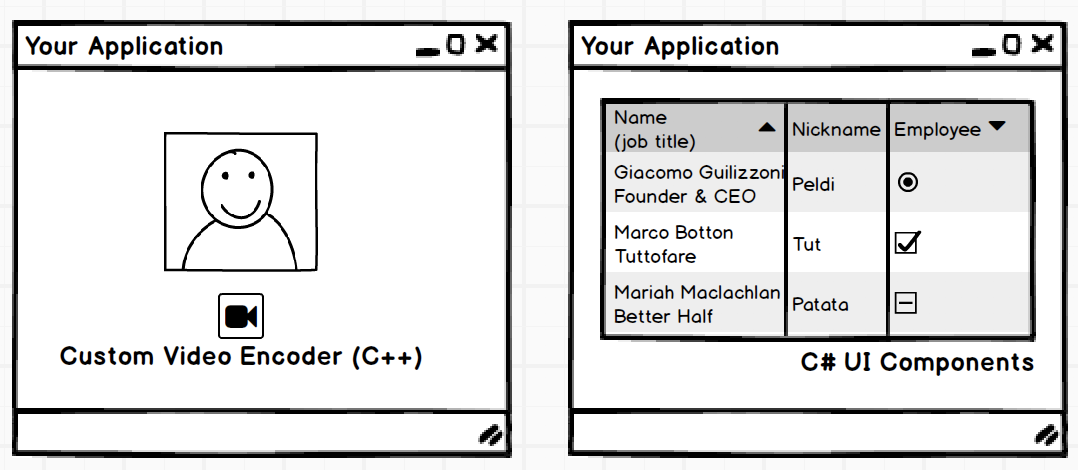 Your Application
Custom Video Encoder (C++)
Your Application
Name
(job title)
Nickname
Employee
Giacomo Guilizzoni
Founder & CEO
Peldi
Marco Botton
Tuttofare
Tut
Mariah Maclachlan
Better Half
Patata
C# UI Components